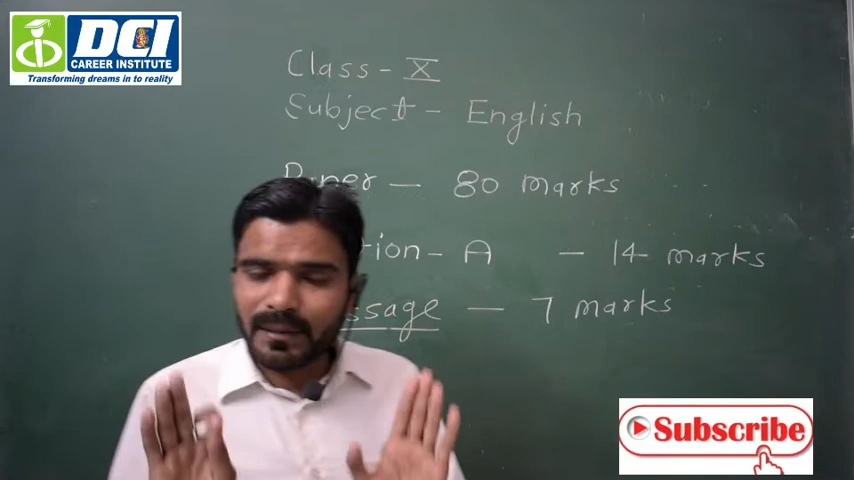 DCI
CAREER INSTITUTE
Transforming dreams in to reality
Class - X
Subject - English
— 80 marks
- A — 14 marks
— 7 marks
Subscribe